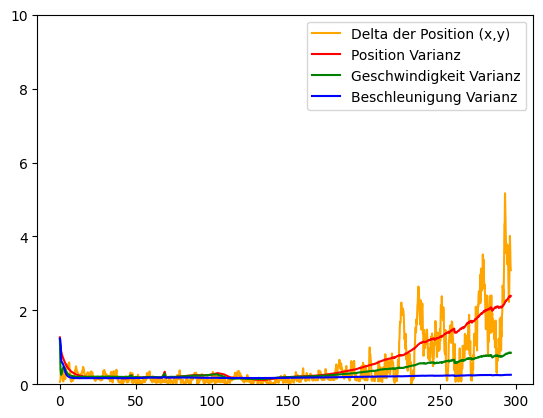 10
8
6
4
2
0
0 50 100 150 200 250 300
Delta der Position (x,y)
Position Varianz
Geschwindigkeit Varianz
Beschleunigung Varianz